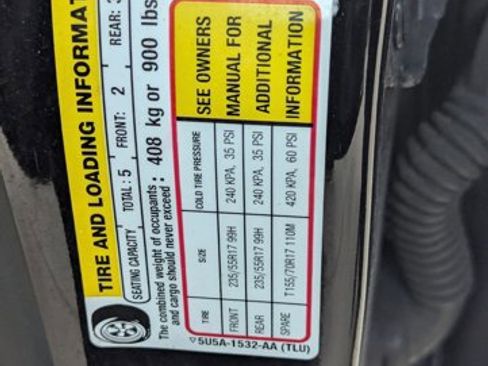 TIRE AND LOADING INFORMAT
SEATING CAPACITY TOTAL: 5 FRONT: 2 REAR:
The combined weight of occupants and cargo should never exceed : 408 kg or 900 lbs
TIRE SIZE COLD TIRE PRESSURE
FRONT 235/55R17 99H 240 KPA, 35 PSI
REAR 235/55R17 99H 240 KPA, 35 PSI
SPARE T155/70R17 110M 420 KPA, 60 PSI
SEE OWNERS
MANUAL FOR
ADDITIONAL
INFORMATION
▽5U5A-1532-AA (TLU)